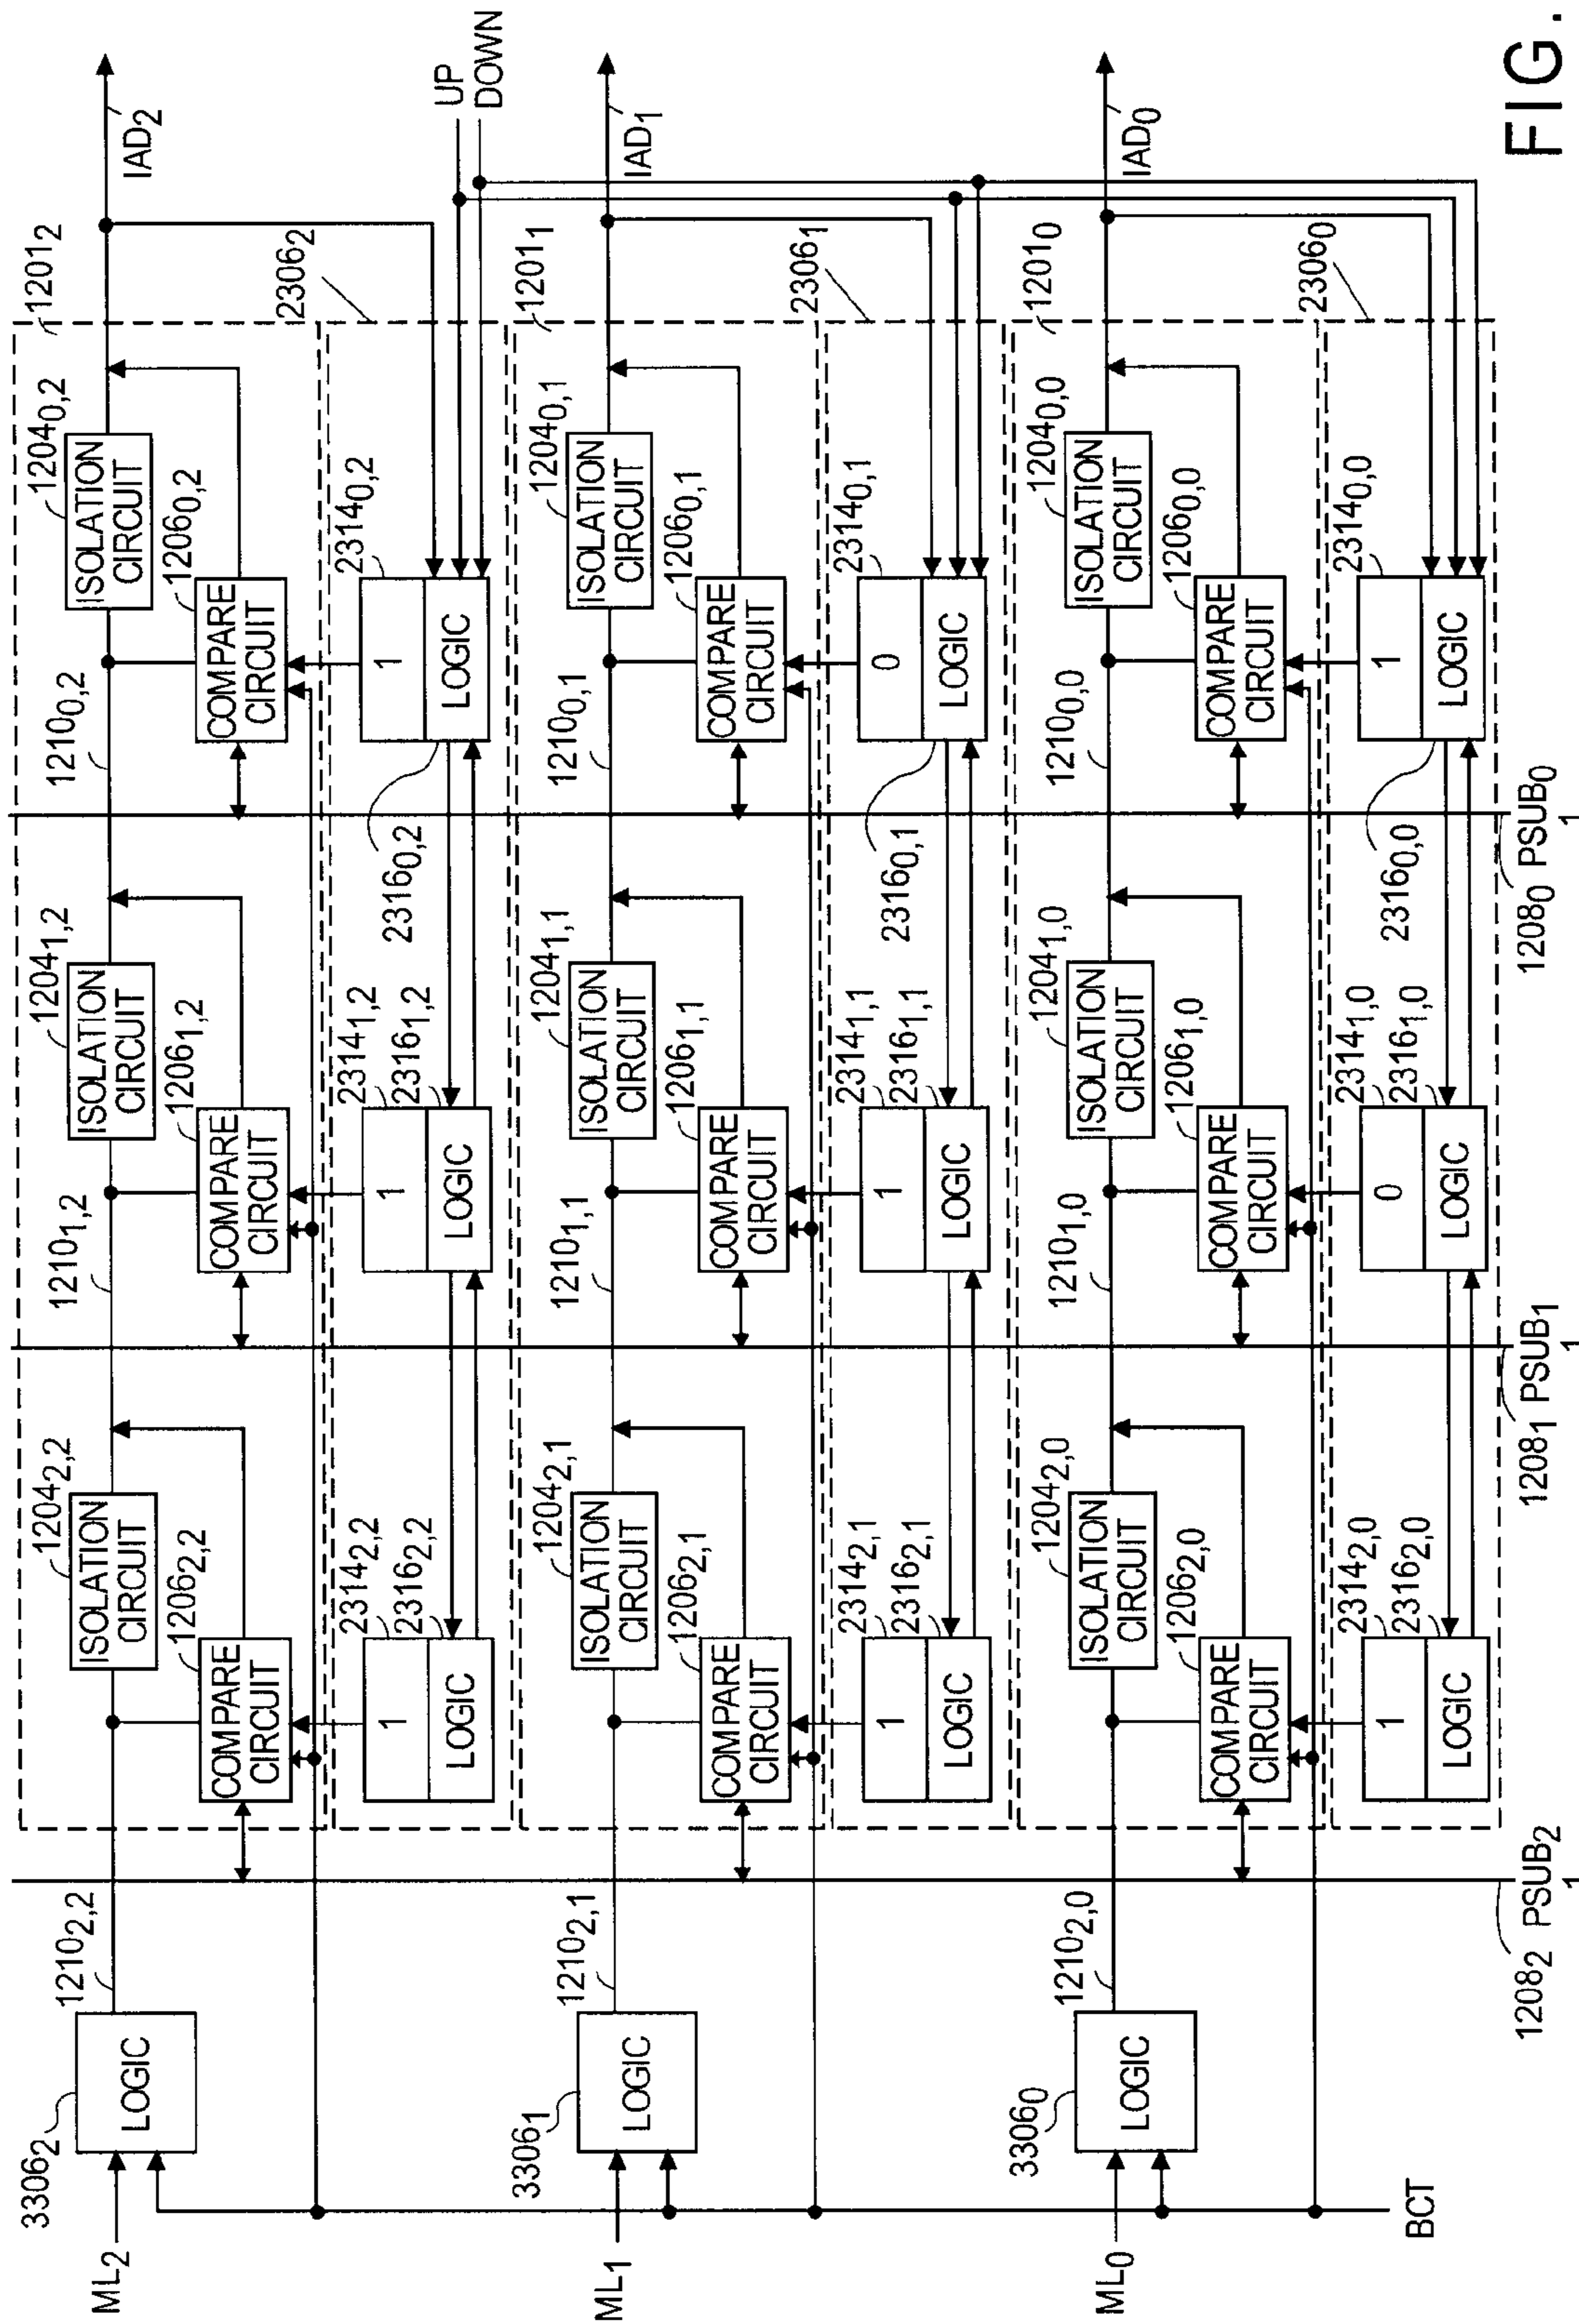 3306₂
LOGIC
ML₂
1210₂,₂
1204₂,₂
ISOLATION
CIRCUIT
1206₂,₂
COMPARE
CIRCUIT
1210₁,₂
1204₁,₂
ISOLATION
CIRCUIT
1206₁,₂
COMPARE
CIRCUIT
1210₀,₂
1204₀,₂
ISOLATION
CIRCUIT
1206₀,₂
COMPARE
CIRCUIT
1201₂
IAD₂
2314₂,₂
2316₂,₂
1
LOGIC
2314₁,₂
2316₁,₂
1
LOGIC
2316₀,₂
2314₀,₂
1
LOGIC
2306₂
UP
DOWN
3306₁
LOGIC
ML₁
1210₂,₁
1204₂,₁
ISOLATION
CIRCUIT
1206₂,₁
COMPARE
CIRCUIT
1210₁,₁
1204₁,₁
ISOLATION
CIRCUIT
1206₁,₁
COMPARE
CIRCUIT
1210₀,₁
1204₀,₁
ISOLATION
CIRCUIT
1206₀,₁
COMPARE
CIRCUIT
1201₁
IAD₁
2314₂,₁
2316₂,₁
1
LOGIC
2314₁,₁
2316₁,₁
1
LOGIC
2316₀,₁
2314₀,₁
0
LOGIC
2306₁
3306₀
LOGIC
ML₀
1210₂,₀
1204₂,₀
ISOLATION
CIRCUIT
1206₂,₀
COMPARE
CIRCUIT
1210₁,₀
1204₁,₀
ISOLATION
CIRCUIT
1206₁,₀
COMPARE
CIRCUIT
1210₀,₀
1204₀,₀
ISOLATION
CIRCUIT
1206₀,₀
COMPARE
CIRCUIT
1201₀
IAD₀
2314₂,₀
2316₂,₀
1
LOGIC
2314₁,₀
2316₁,₀
0
LOGIC
2316₀,₀
2314₀,₀
1
LOGIC
2306₀
BCT
1208₂ PSUB₂
1
1208₁ PSUB₁
1
1208₀ PSUB₀
1
FIG.